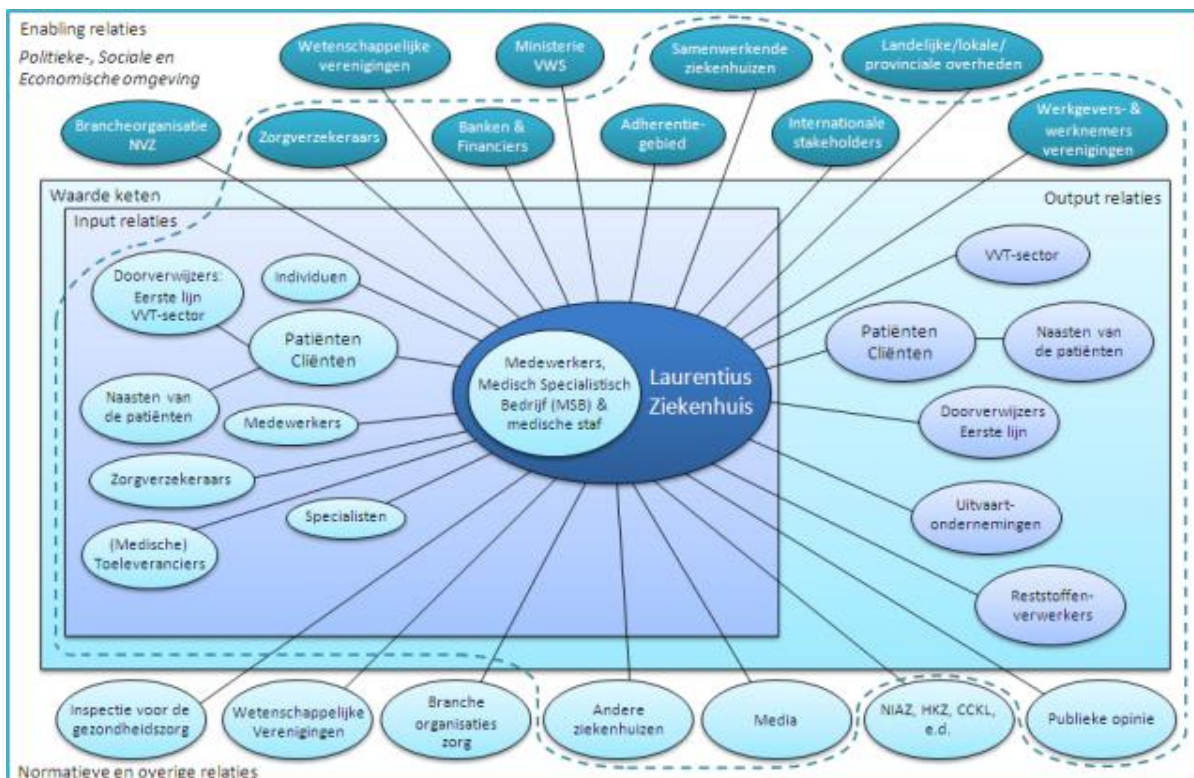 Enabling relaties
Politieke-, Sociale en
Economische omgeving
Wetenschappelijke
verenigingen
Ministerie
VWS
Samenwerkende
ziekenhuizen
Landelijke/lokale/
provinciale overheden
Brancheorganisatie
NVZ
Zorgverzekeraars
Banken &
Financiers
Adherentie-
gebied
Internationale
stakeholders
Werkgevers- &
werknemers
verenigingen
Waarde keten
Input relaties
Output relaties
Doorverwijzers:
Eerste lijn
VVT-sector
Individuen
Patiënten
Cliënten
Naasten van
de patiënten
Medewerkers
Zorgverzekeraars
Specialisten
(Medische)
Toeleveranciers
Medewerkers,
Medisch Specialistisch
Bedrijf (MSB) &
medische staf
Laurentius
Ziekenhuis
VVT-sector
Patiënten
Cliënten
Naasten van
de patiënten
Doorverwijzers
Eerste lijn
Uitvaart-
ondernemingen
Reststoffen-
verwerkers
Inspectie voor de
gezondheidszorg
Wetenschappelijke
Verenigingen
Branche
organisaties
zorg
Andere
ziekenhuizen
Media
NIAZ, HKZ, CCKL,
e.d.
Publieke opinie
Normatieve en overige relaties